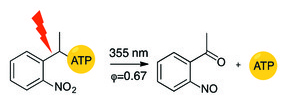 ATP
NO₂
355 nm
φ=0.67
O
NO
+
ATP